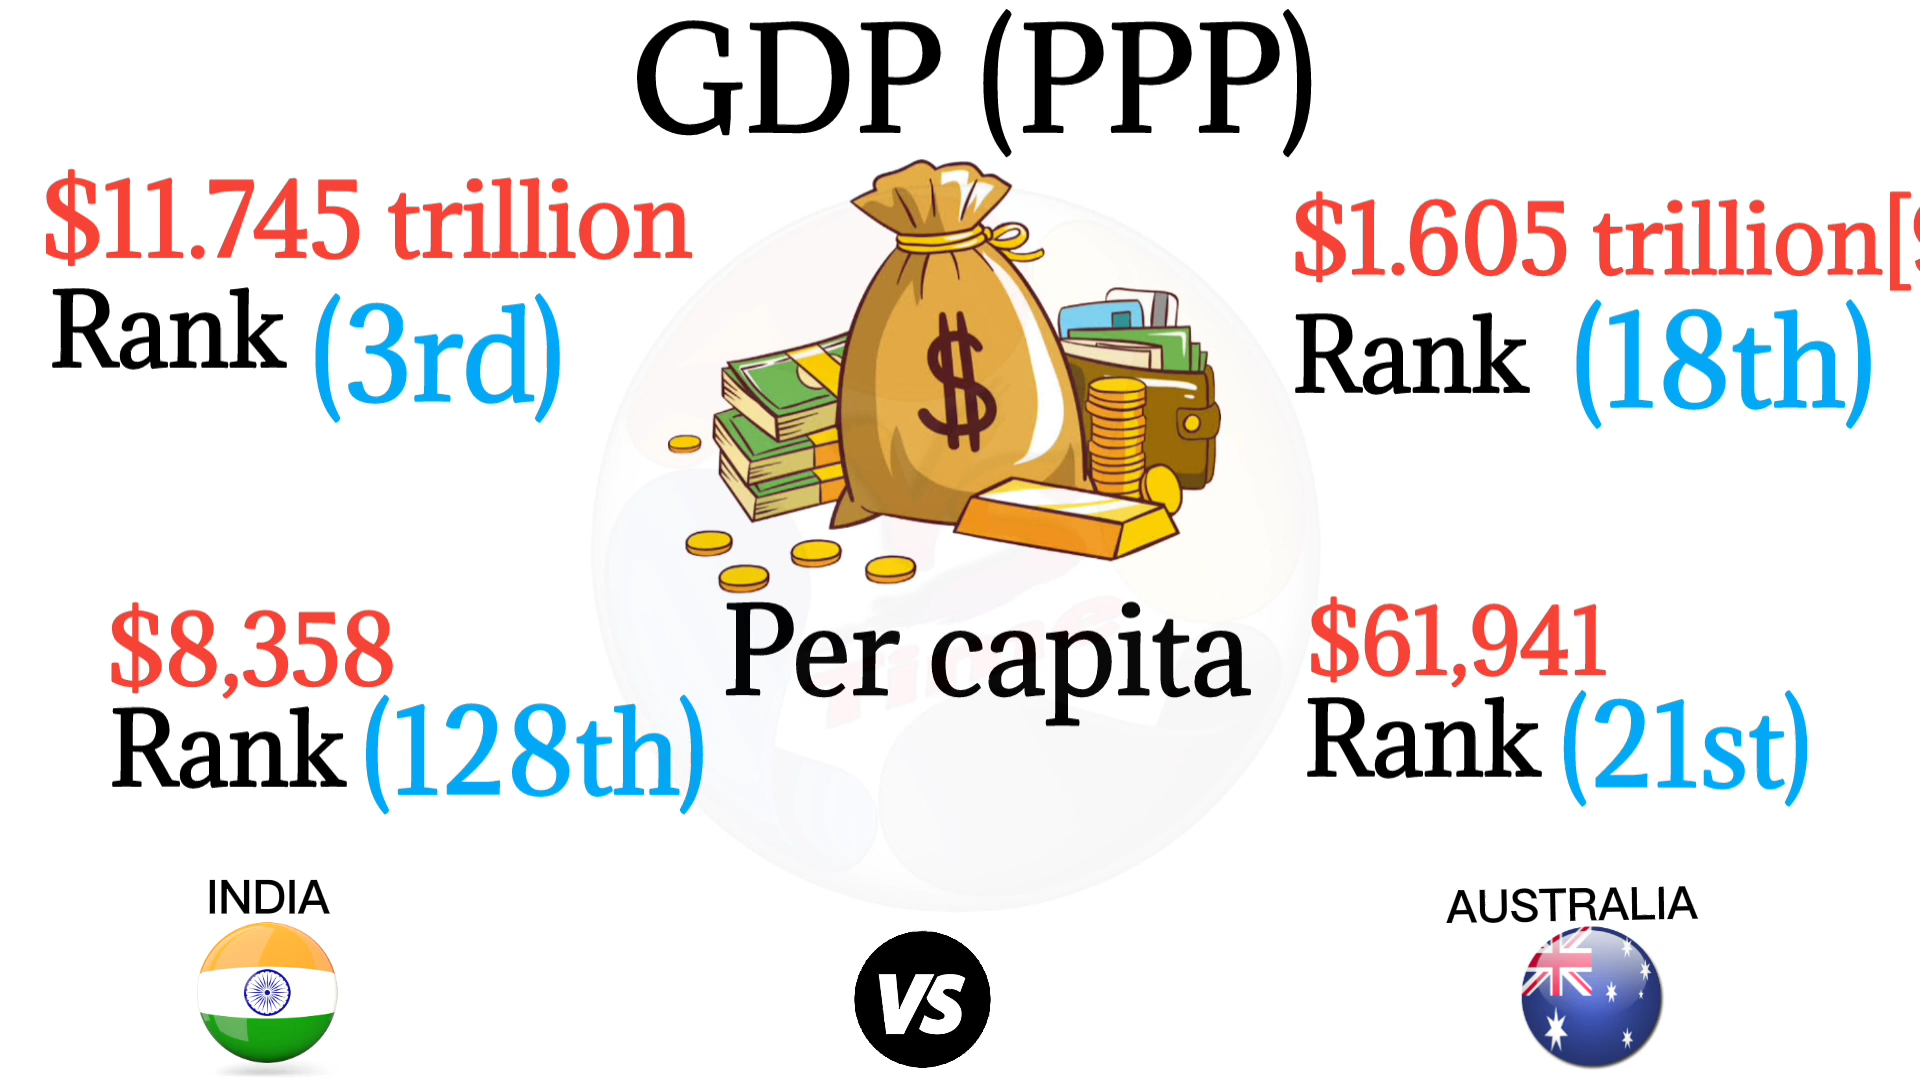 GDP (PPP)
$11.745 trillion
Rank (3rd)
$1.605 trillion[
Rank (18th)
$
Per capita
$8,358
Rank (128th)
$61,941
Rank (21st)
INDIA
VS
AUSTRALIA